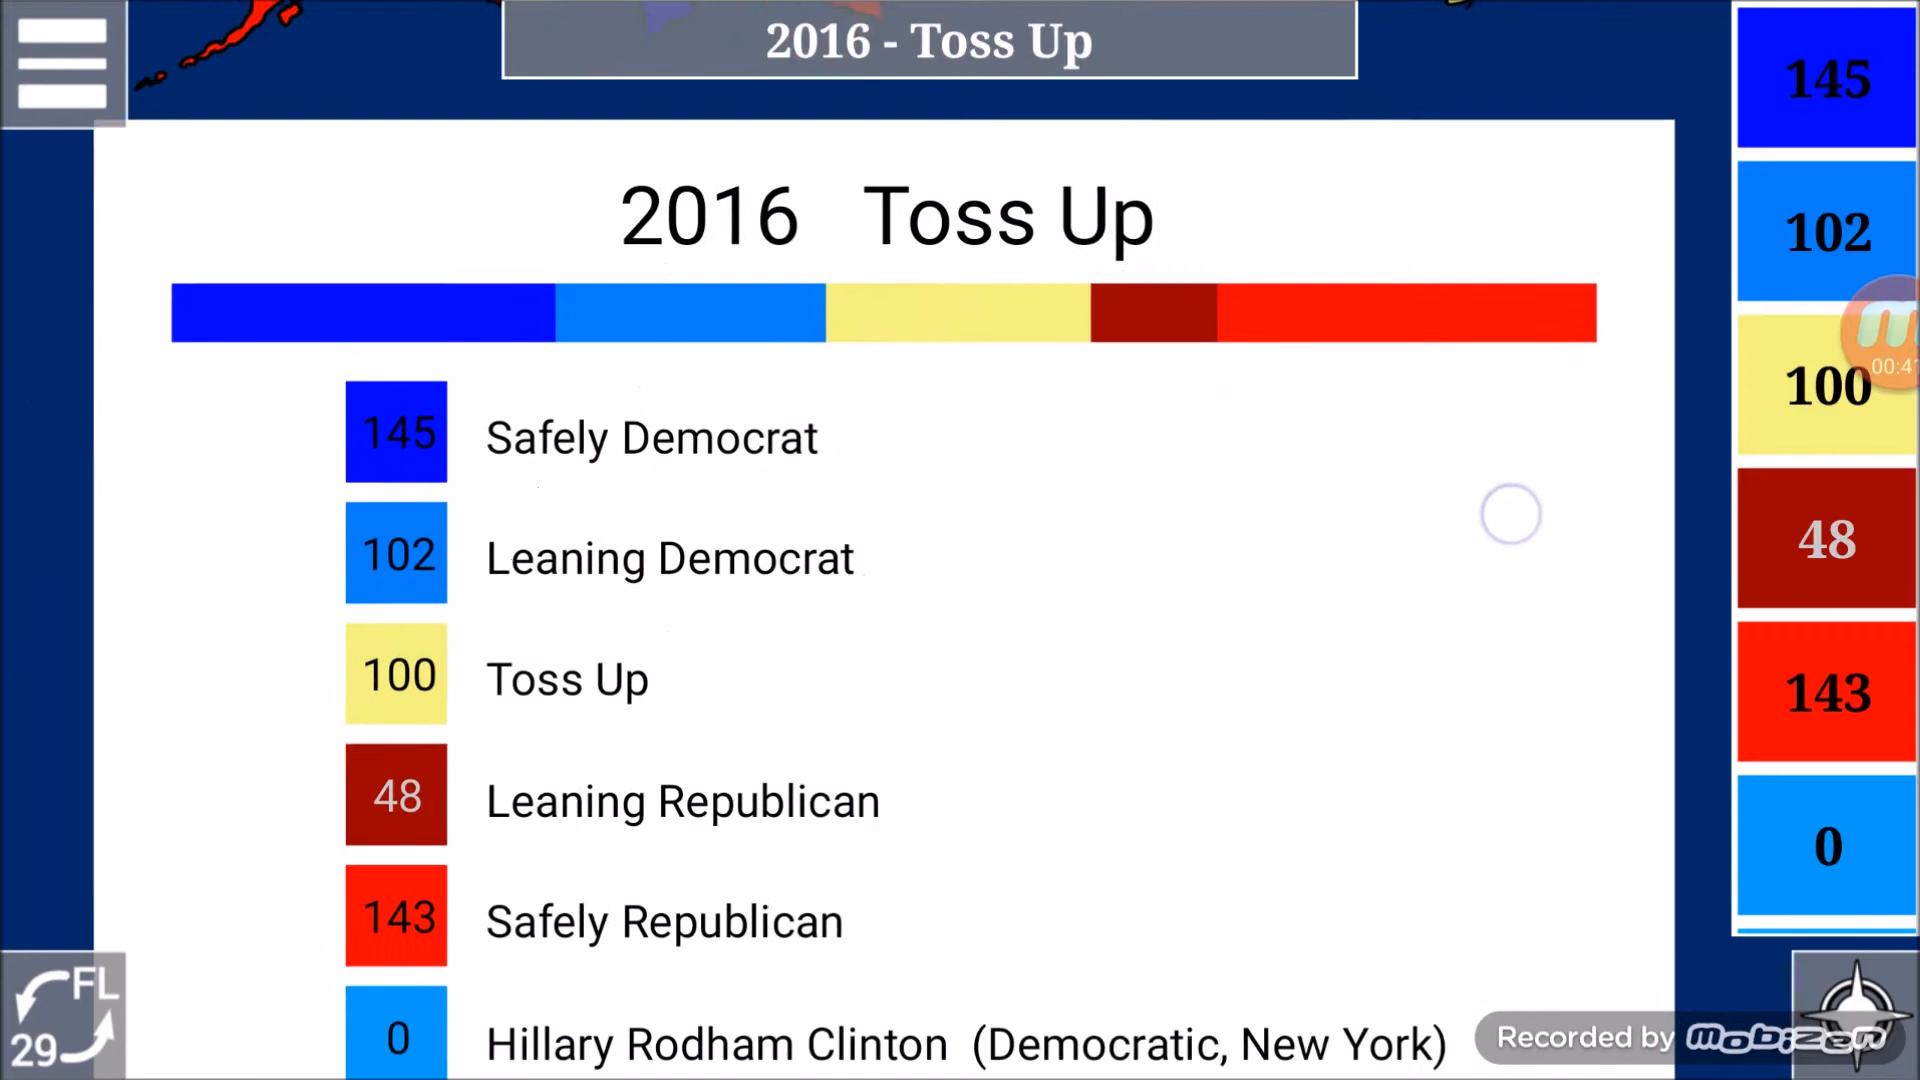 2016 - Toss Up
2016 Toss Up
145 Safely Democrat
102 Leaning Democrat
100 Toss Up
48 Leaning Republican
143 Safely Republican
0 Hillary Rodham Clinton (Democratic, New York)
145
102
100
48
143
0
00:41
FL
29
Recorded by Mobizen